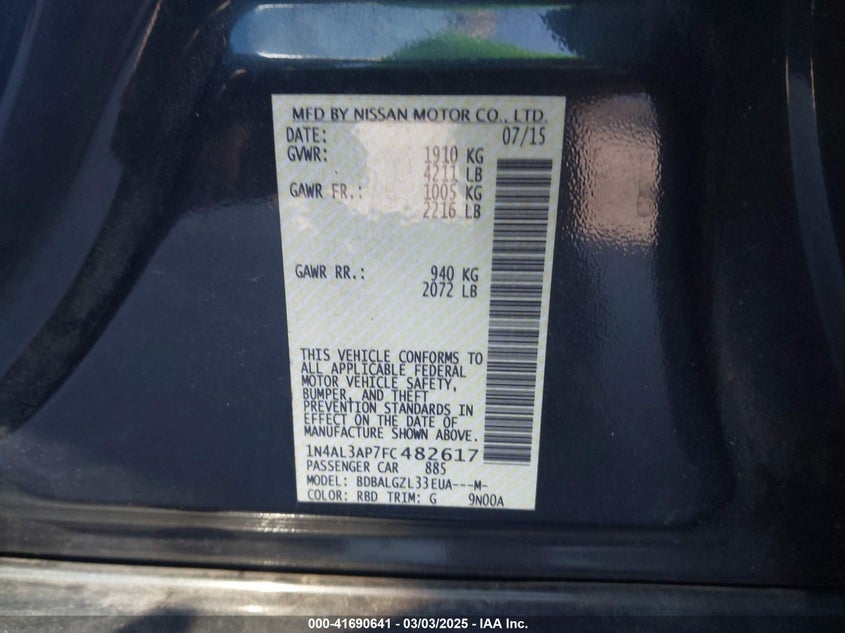 MFD BY NISSAN MOTOR CO., LTD.
DATE: 07/15
GVWR: 1910 KG
4211 LB
GAWR FR.: 1005 KG
2216 LB
GAWR RR.: 940 KG
2072 LB
THIS VEHICLE CONFORMS TO
ALL APPLICABLE FEDERAL
MOTOR VEHICLE SAFETY,
BUMPER, AND THEFT
PREVENTION STANDARDS IN
EFFECT ON THE DATE OF
MANUFACTURE SHOWN ABOVE.
1N4AL3AP7FC482617
PASSENGER CAR 885
MODEL: BDBALGZL33EUA---M-
COLOR: RBD TRIM: G 9N00A
000-41690641 - 03/03/2025 - IAA Inc.